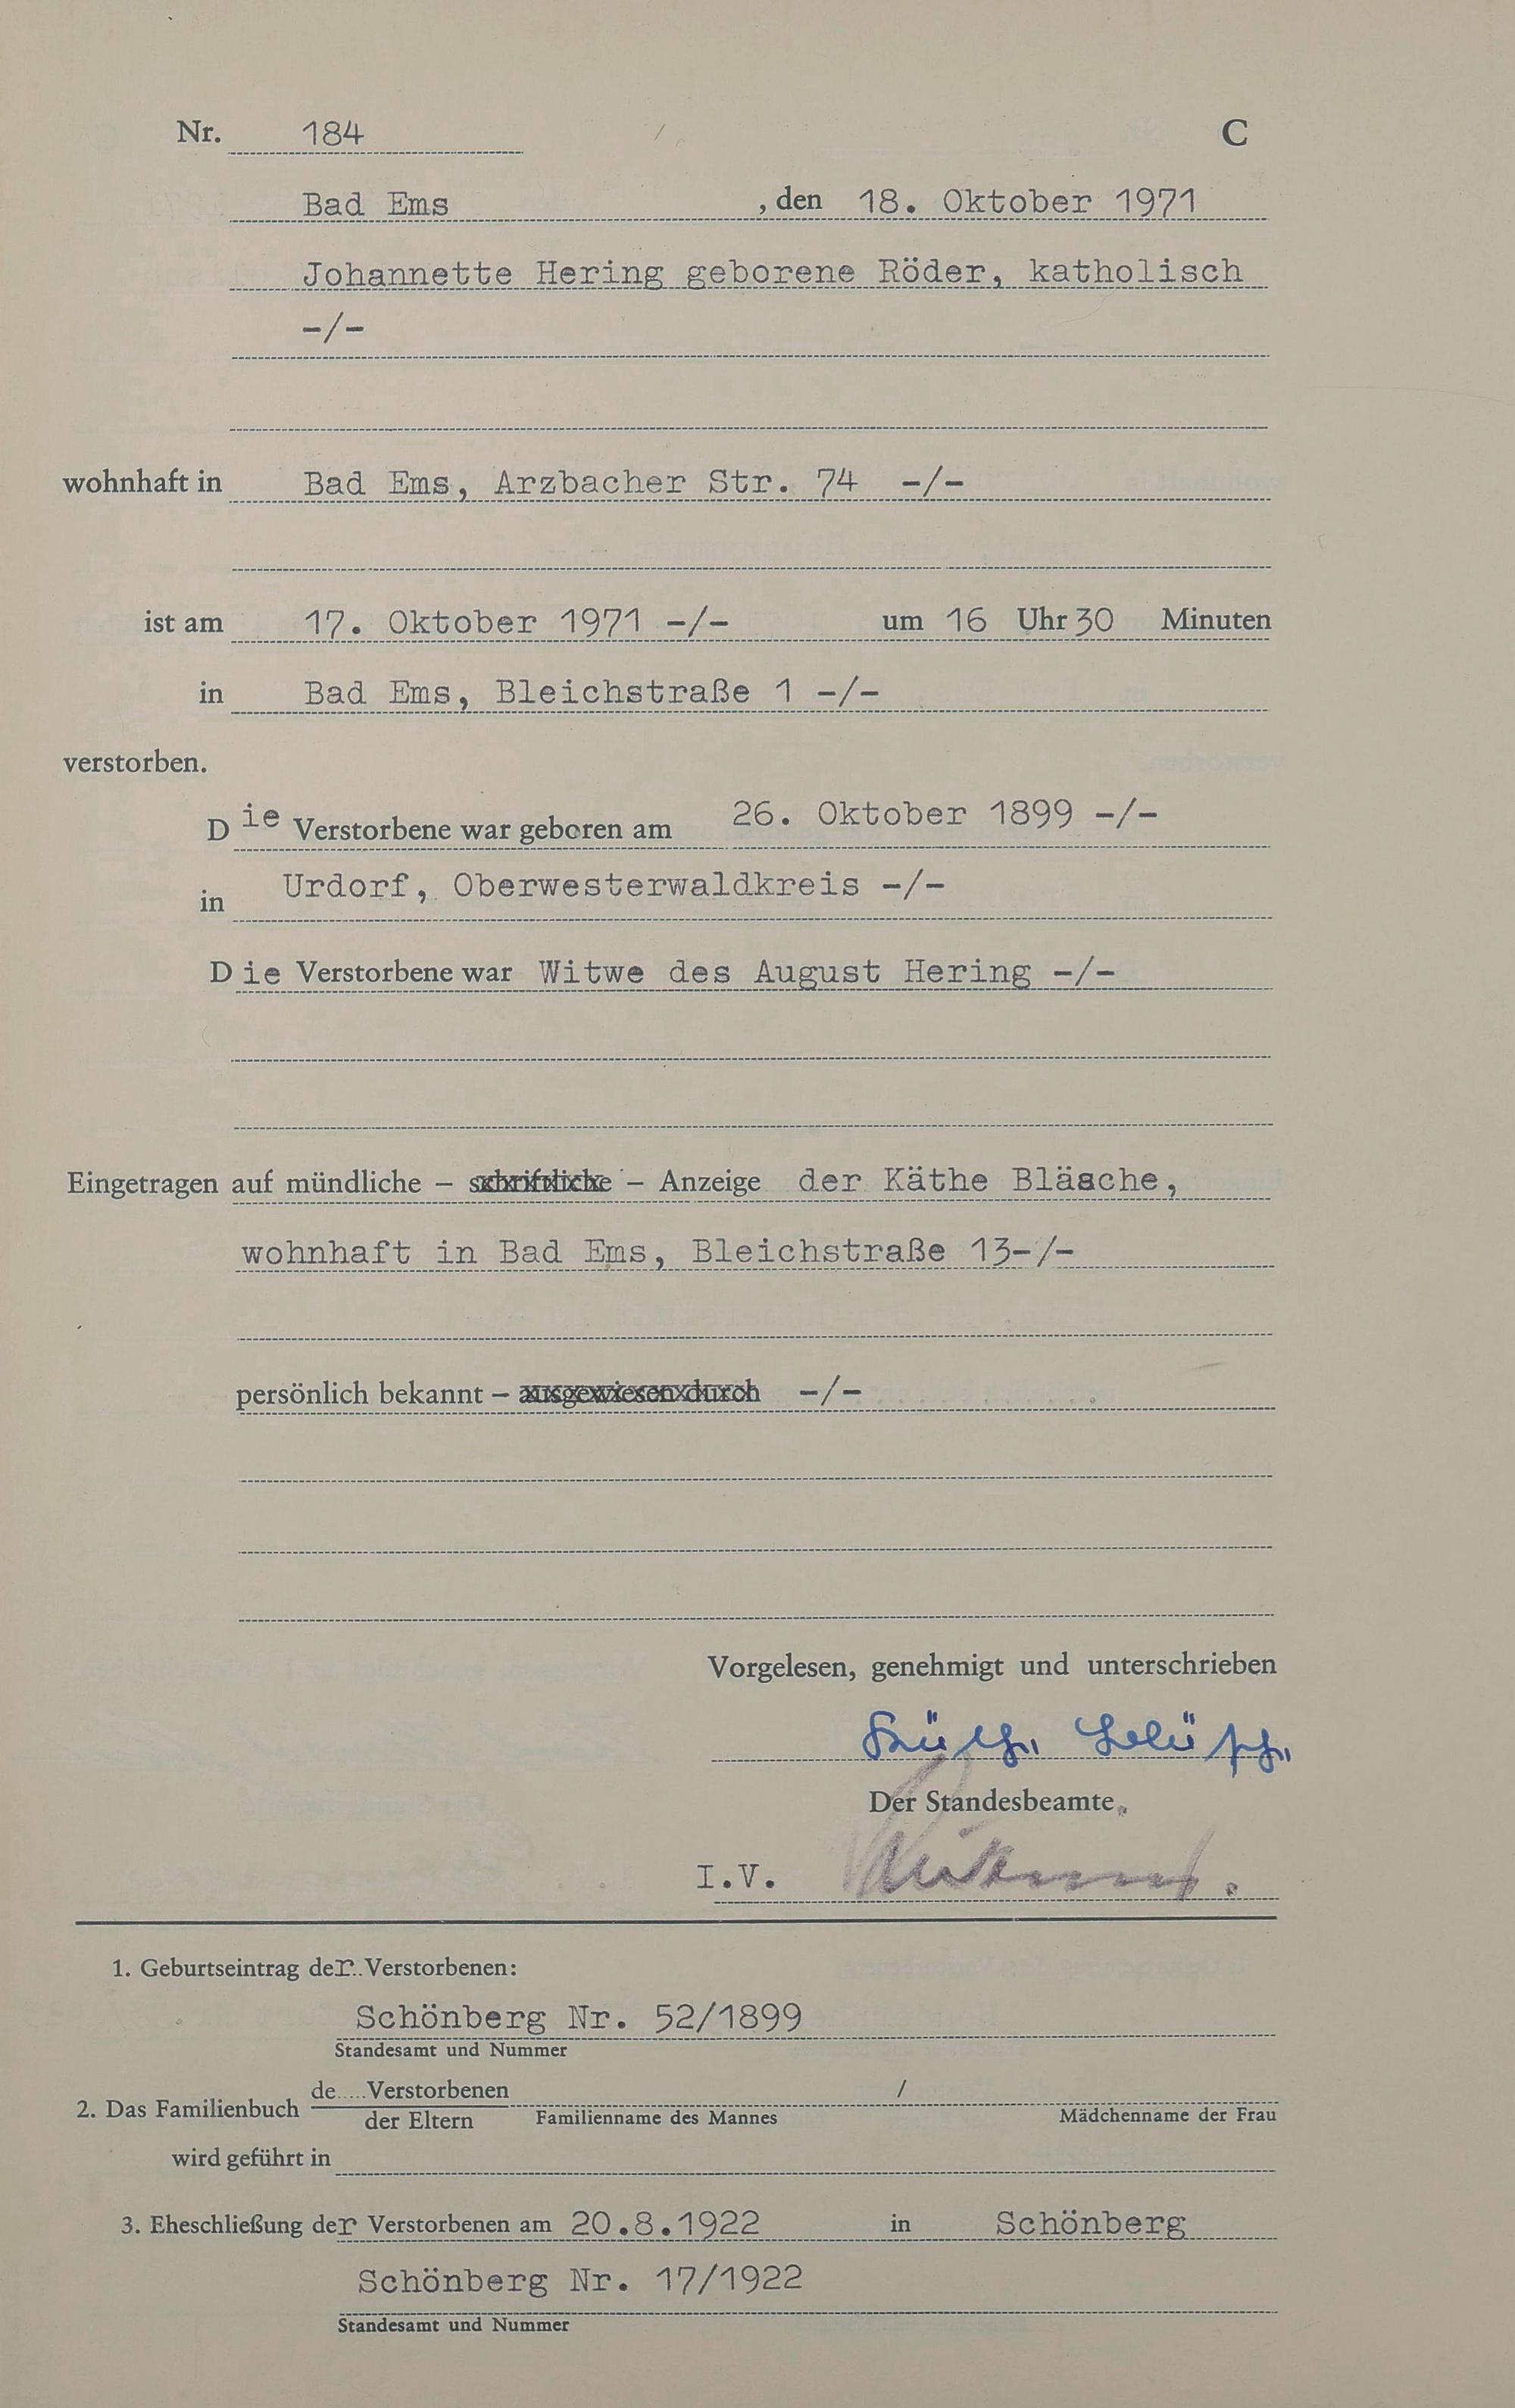 Nr. 184 C
Bad Ems , den 18. Oktober 1971
Johannette Hering geborene Röder, katholisch
-/-
wohnhaft in Bad Ems, Arzbacher Str. 74 -/-
ist am 17. Oktober 1971 -/- um 16 Uhr 30 Minuten
in Bad Ems, Bleichstraße 1 -/-
verstorben.
Die Verstorbene war geboren am 26. Oktober 1899 -/-
in Urdorf, Oberwesterwaldkreis -/-
Die Verstorbene war Witwe des August Hering -/-
Eingetragen auf mündliche – schriftliche – Anzeige der Käthe Bläsche,
wohnhaft in Bad Ems, Bleichstraße 13-/-
persönlich bekannt – ausgewiesen durch -/-
Vorgelesen, genehmigt und unterschrieben
Käthe Bläsche
Der Standesbeamte
I.V.
1. Geburtseintrag der Verstorbenen:
Schönberg Nr. 52/1899
Standesamt und Nummer
2. Das Familienbuch de..... Verstorbenen /
der Eltern Familienname des Mannes Mädchenname der Frau
wird geführt in
3. Eheschließung der Verstorbenen am 20.8.1922 in Schönberg
Schönberg Nr. 17/1922
Standesamt und Nummer